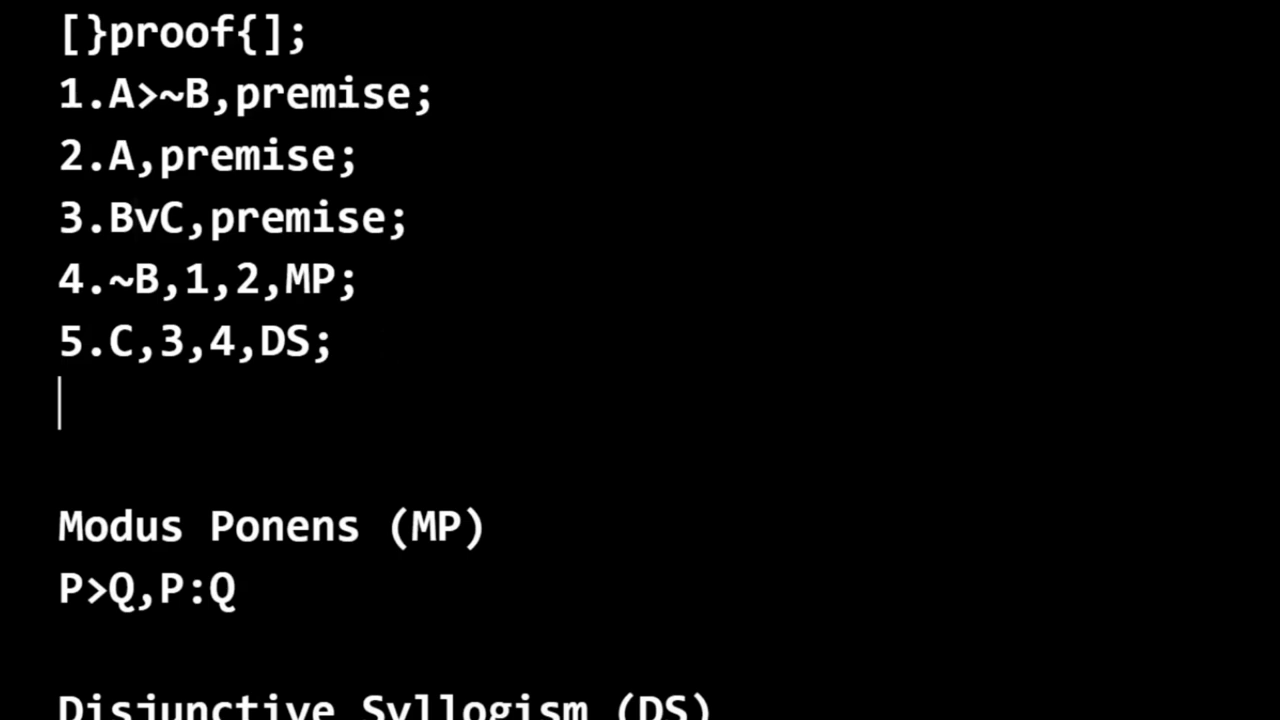 [}proof{];
1.A>~B,premise;
2.A,premise;
3.BvC,premise;
4.~B,1,2,MP;
5.C,3,4,DS;
Modus Ponens (MP)
P>Q,P:Q
Disjunctive Syllogism (DS)